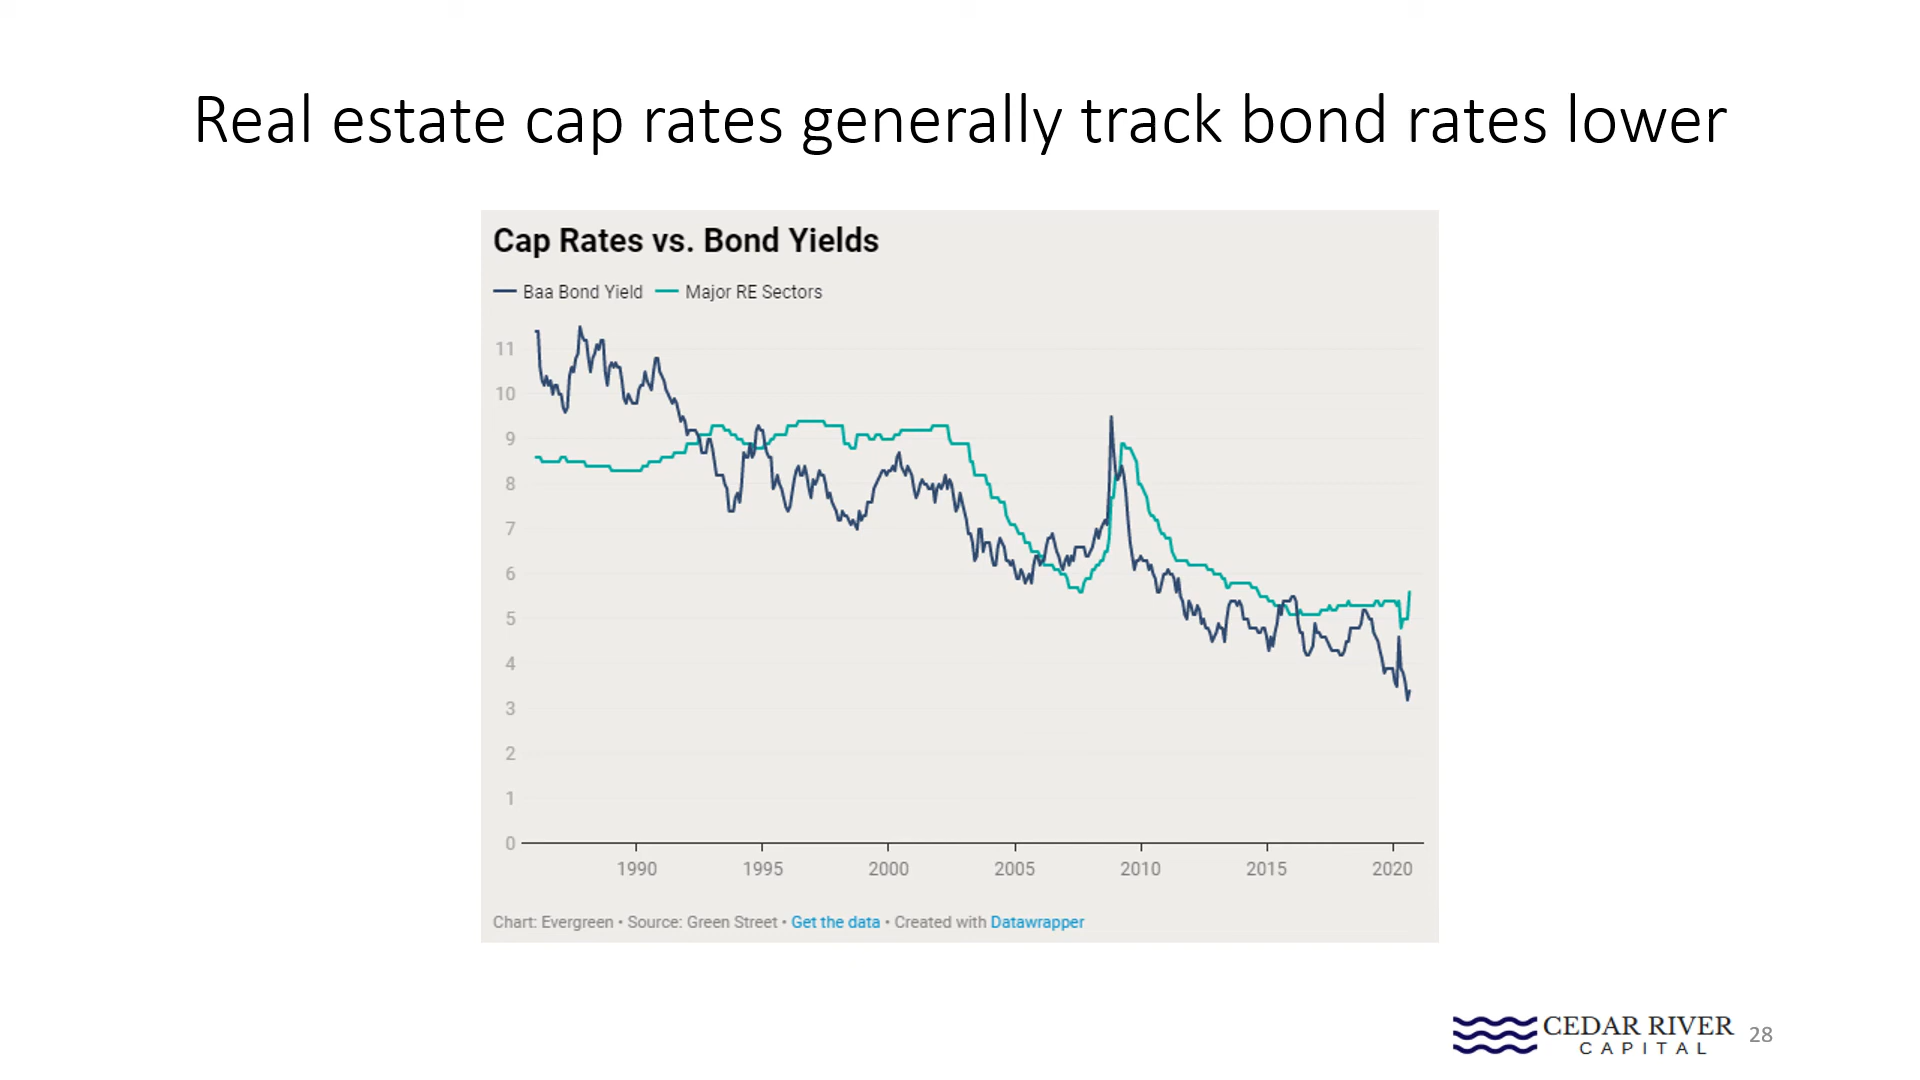 Real estate cap rates generally track bond rates lower
Cap Rates vs. Bond Yields
Baa Bond Yield Major RE Sectors
11
10
9
8
7
6
5
4
3
2
1
0
1990 1995 2000 2005 2010 2015 2020
Chart: Evergreen • Source: Green Street • Get the data • Created with Datawrapper
CEDAR RIVER
CAPITAL
28